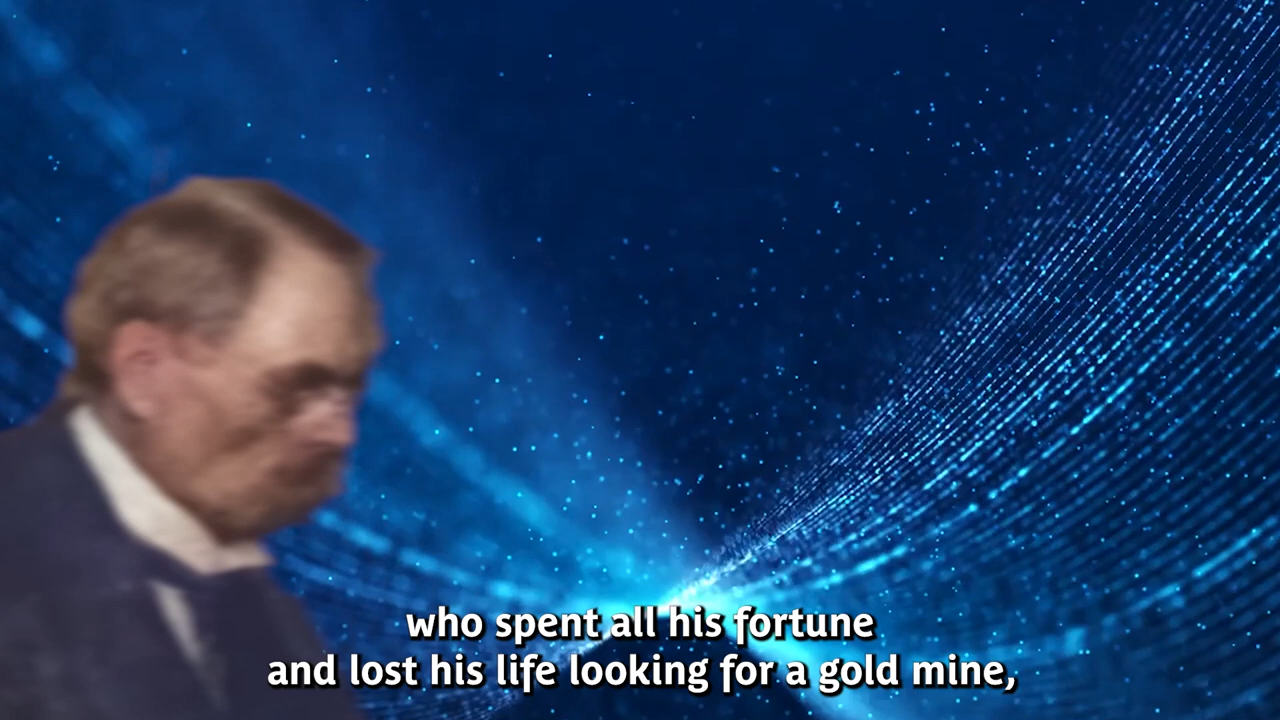 who spent all his fortune
and lost his life looking for a gold mine,